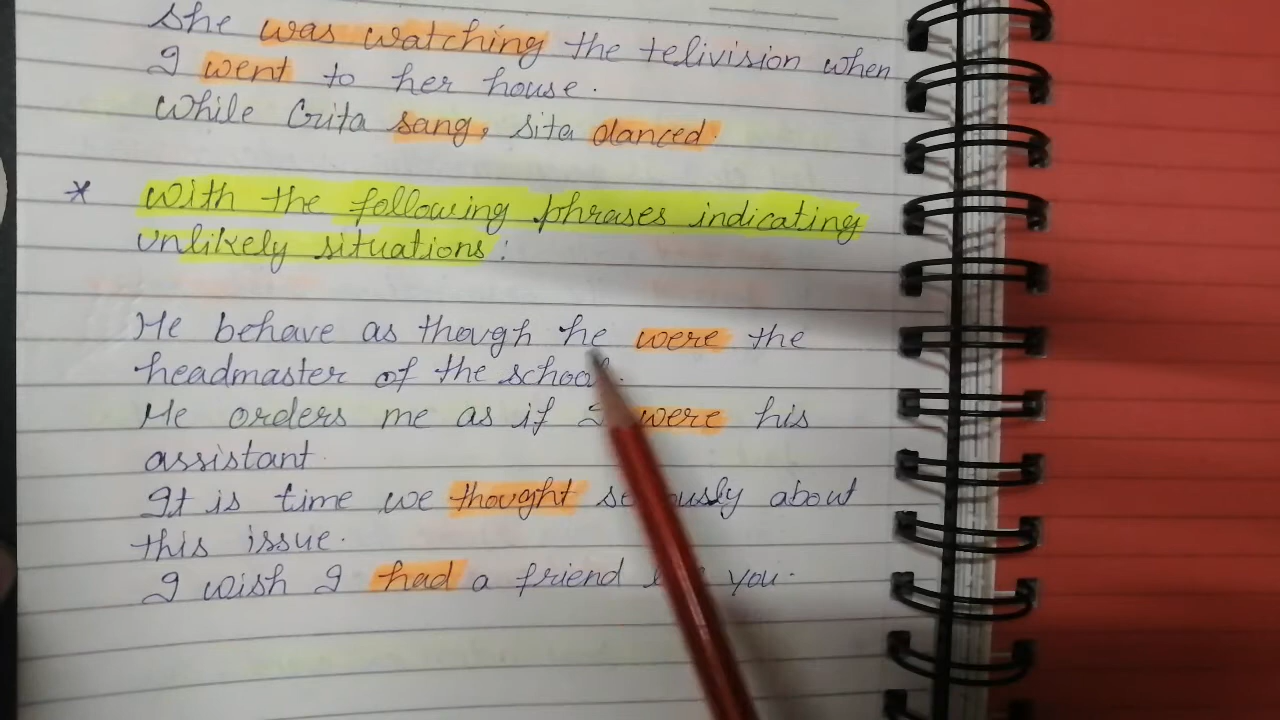 she was watching the telivision when
I went to her house.
While Grita sang, sita danced.
* With the following phrases indicating
unlikely situations:
He behave as though he were the
headmaster of the school.
He orders me as if I were his
assistant
It is time we thought about
this issue.
I wish I had a friend you.